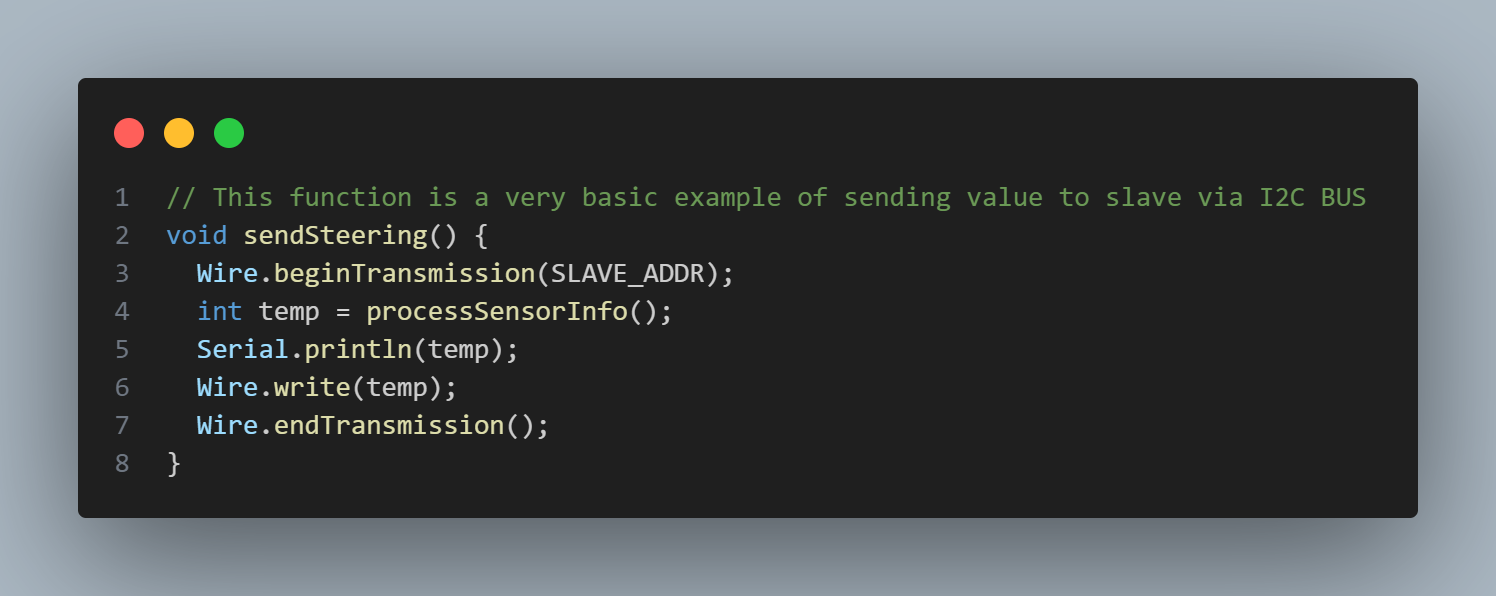 1 // This function is a very basic example of sending value to slave via I2C BUS
2 void sendSteering() {
3   Wire.beginTransmission(SLAVE_ADDR);
4   int temp = processSensorInfo();
5   Serial.println(temp);
6   Wire.write(temp);
7   Wire.endTransmission();
8 }